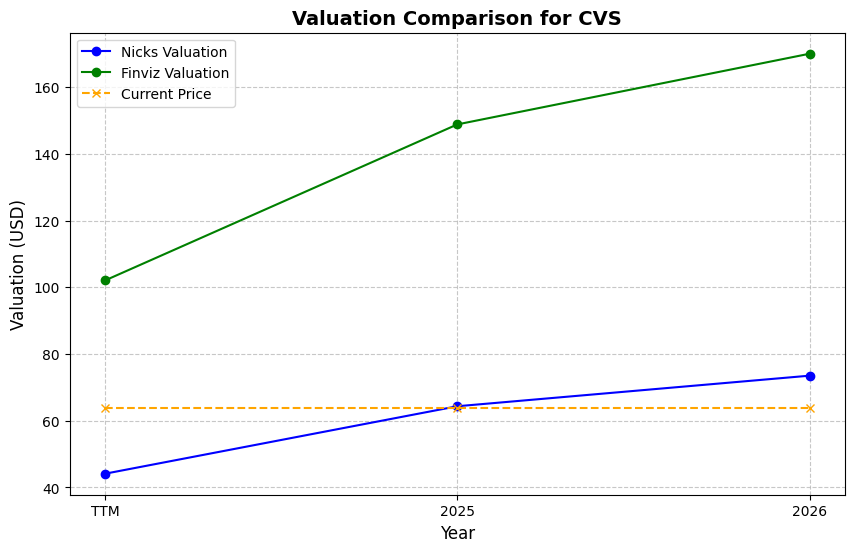 Valuation Comparison for CVS
Nicks Valuation
Finviz Valuation
Current Price
Valuation (USD)
160
140
120
100
80
60
40
TTM
2025
2026
Year